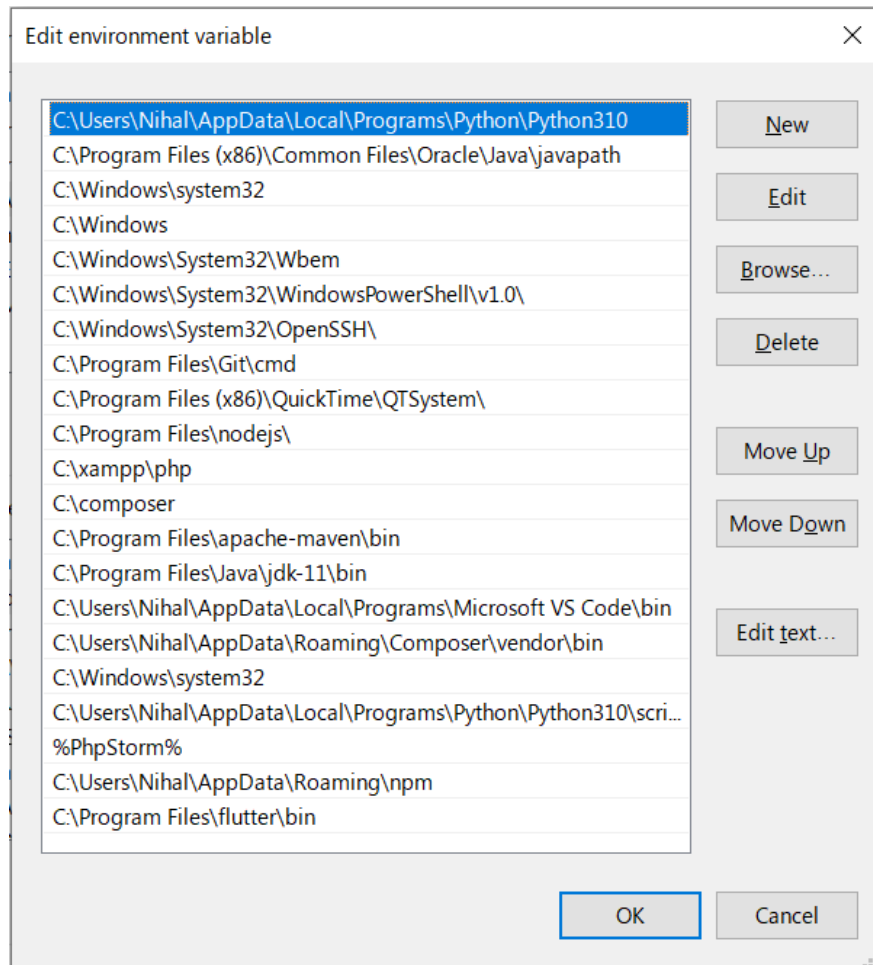 Edit environment variable
C:\Users\Nihal\AppData\Local\Programs\Python\Python310
C:\Program Files (x86)\Common Files\Oracle\Java\javapath
C:\Windows\system32
C:\Windows
C:\Windows\System32\Wbem
C:\Windows\System32\WindowsPowerShell\v1.0\
C:\Windows\System32\OpenSSH\
C:\Program Files\Git\cmd
C:\Program Files (x86)\QuickTime\QTSystem\
C:\Program Files\nodejs\
C:\xampp\php
C:\composer
C:\Program Files\apache-maven\bin
C:\Program Files\Java\jdk-11\bin
C:\Users\Nihal\AppData\Local\Programs\Microsoft VS Code\bin
C:\Users\Nihal\AppData\Roaming\Composer\vendor\bin
C:\Windows\system32
C:\Users\Nihal\AppData\Local\Programs\Python\Python310\scri...
%PhpStorm%
C:\Users\Nihal\AppData\Roaming\npm
C:\Program Files\flutter\bin
New
Edit
Browse...
Delete
Move Up
Move Down
Edit text...
OK
Cancel